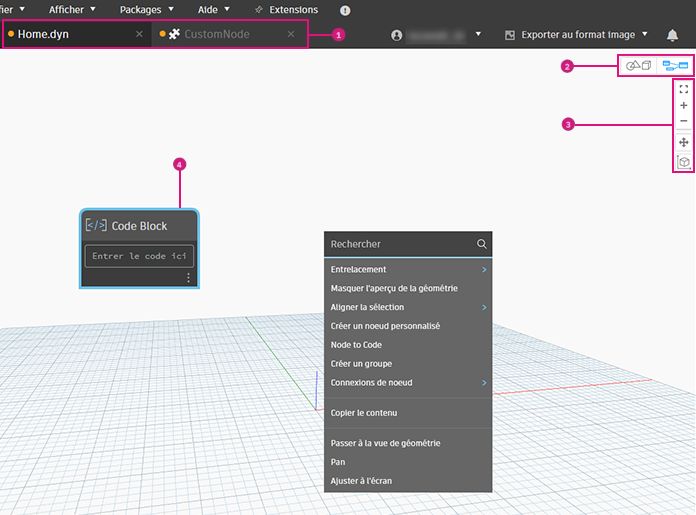 fier Afficher Packages Aide Extensions
Home.dyn CustomNode 1
Exporter au format image
2
3
4
Code Block
Entrer le code ici
Rechercher
Entrelacement
Masquer l'aperçu de la géométrie
Aligner la sélection
Créer un noeud personnalisé
Node to Code
Créer un groupe
Connexions de noeud
Copier le contenu
Passer à la vue de géométrie
Pan
Ajuster à l'écran